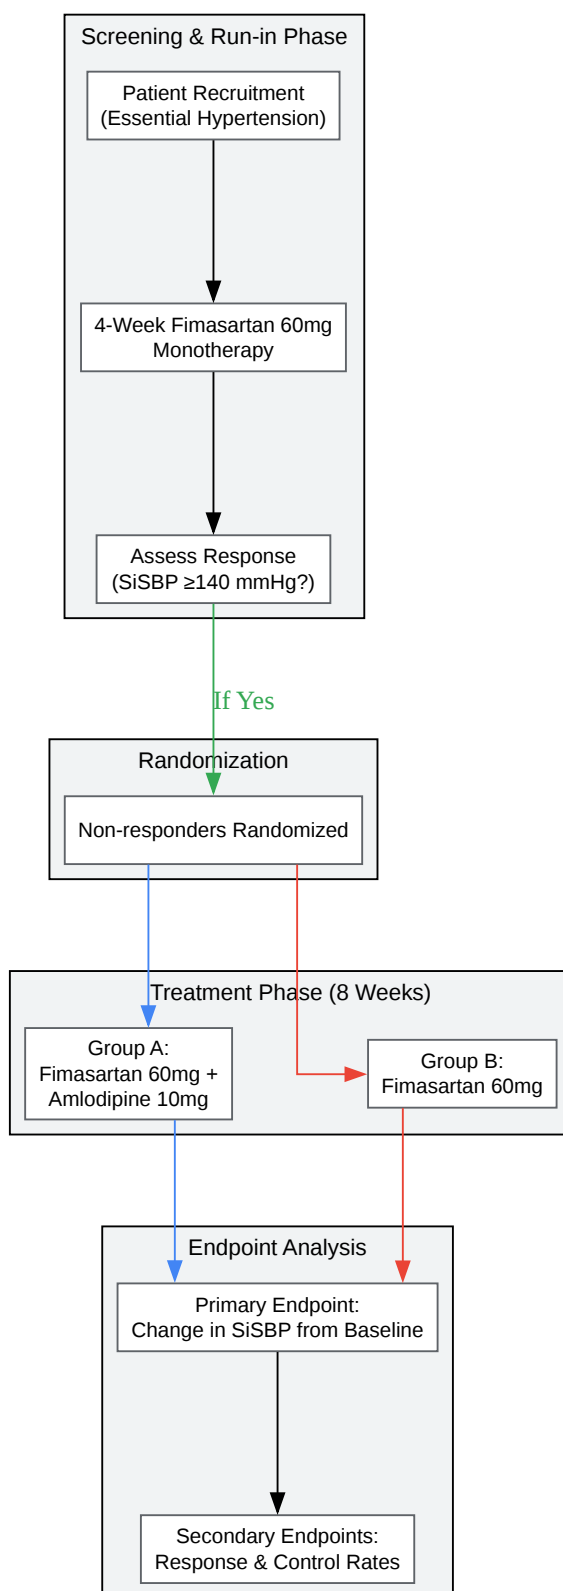 Screening & Run-in Phase
Patient Recruitment
(Essential Hypertension)
4-Week Fimasartan 60mg
Monotherapy
Assess Response
(SiSBP ≥140 mmHg?)
If Yes
Randomization
Non-responders Randomized
Treatment Phase (8 Weeks)
Group A:
Fimasartan 60mg +
Amlodipine 10mg
Group B:
Fimasartan 60mg
Endpoint Analysis
Primary Endpoint:
Change in SiSBP from Baseline
Secondary Endpoints:
Response & Control Rates